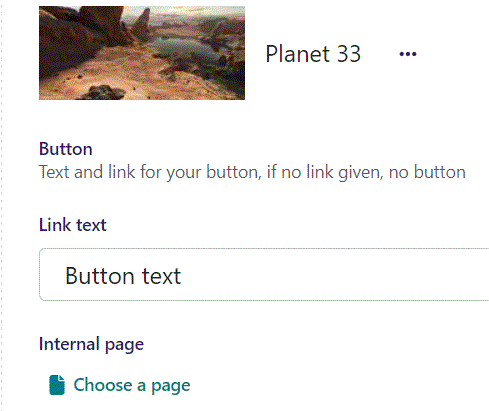 Planet 33
Button
Text and link for your button, if no link given, no button
Link text
Button text
Internal page
Choose a page